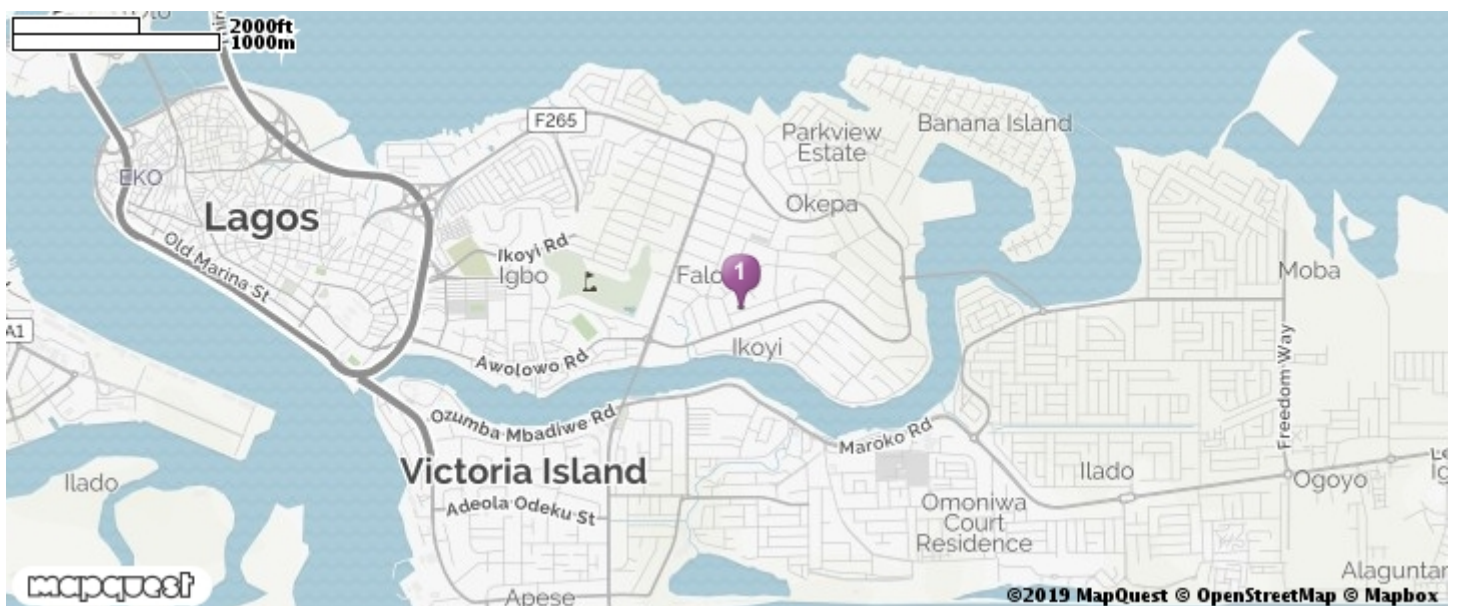 2000ft
1000m
F265
Parkview
Estate
Banana Island
EKO
Lagos
Okepa
Ikoyi Rd
Igbo
Old Marina St
1
Moba
A1
Awolowo Rd
Ikoyi
Freedom Way
Ozumba Mbadiwe Rd
Maroko Rd
Victoria Island
Ilado
Ilado
Ogoyo
Adeola Odeku St
Omoniwa
Court
Residence
Apese
Alaguntan
mapquest
©2019 MapQuest © OpenStreetMap © Mapbox